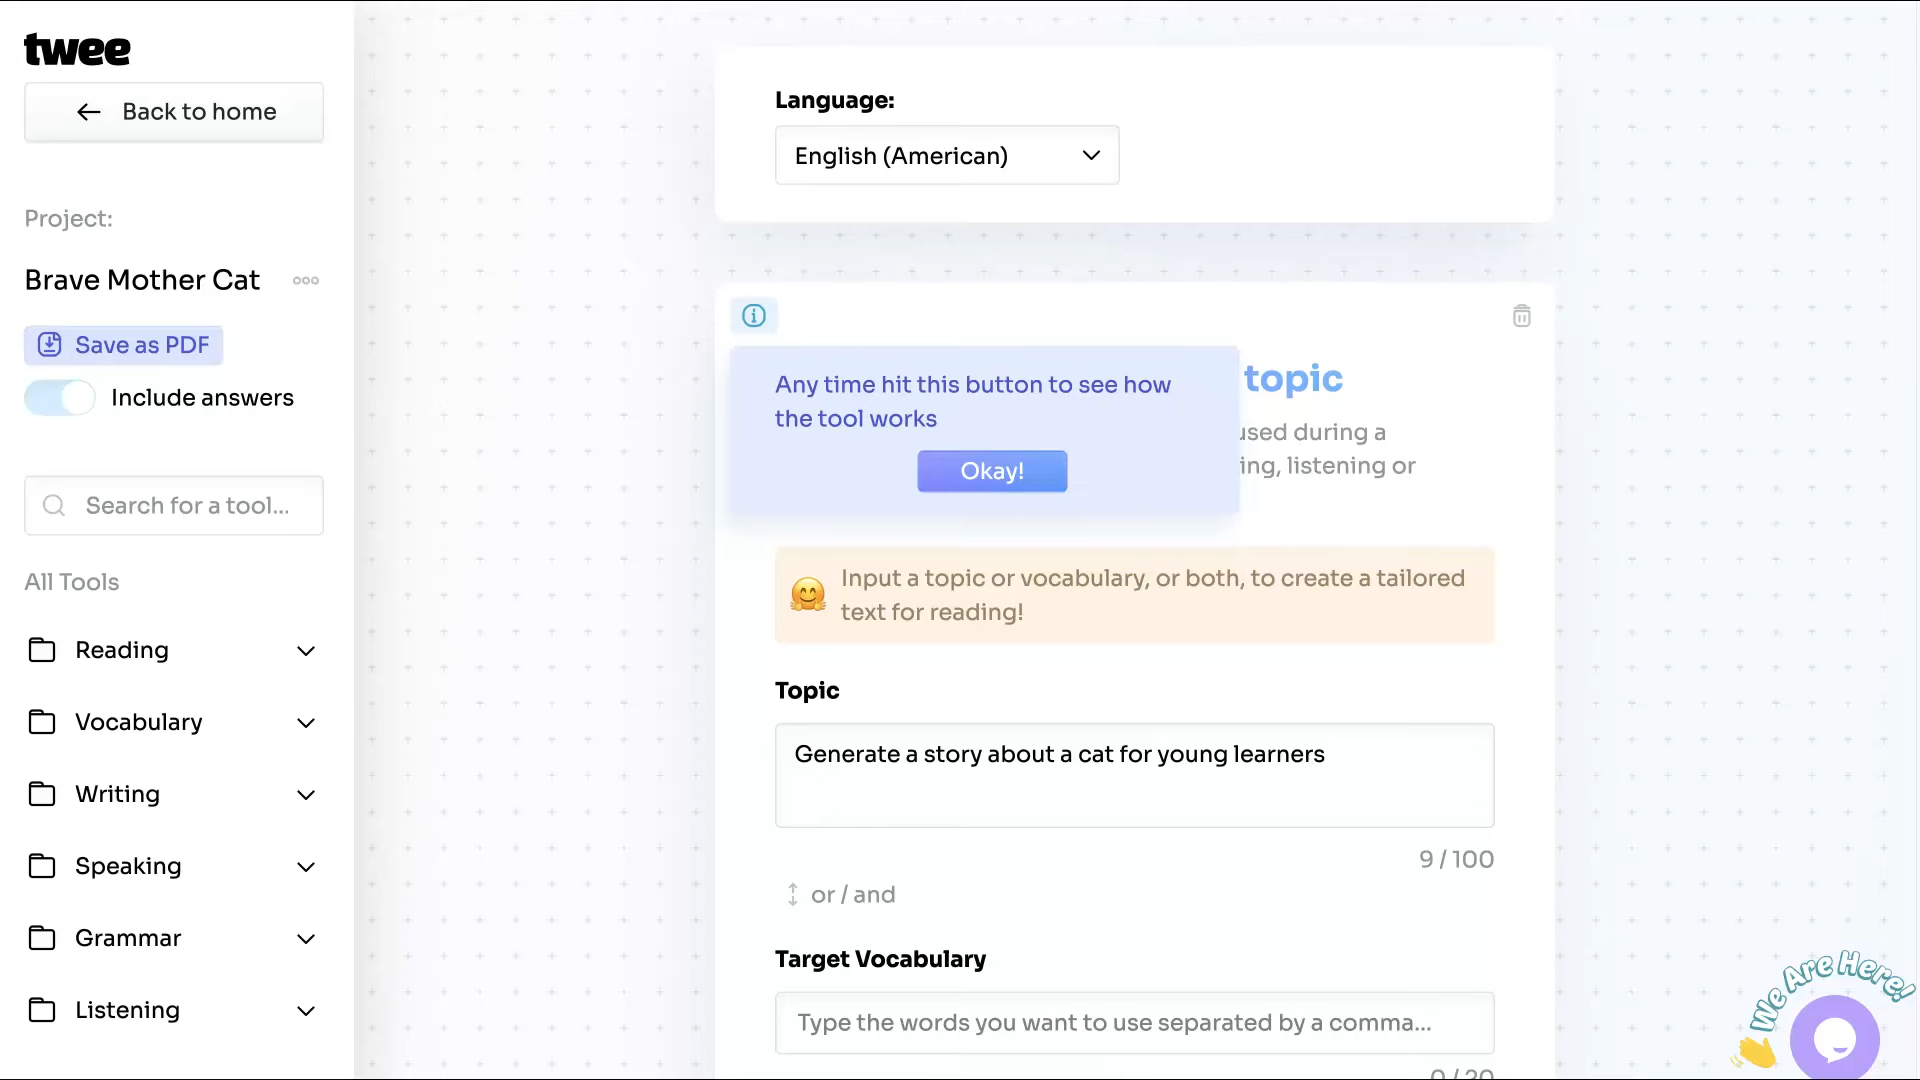 twee
Back to home
Project:
Brave Mother Cat
Save as PDF
Include answers
Search for a tool...
All Tools
Reading
Vocabulary
Writing
Speaking
Grammar
Listening
Language:
English (American)
Any time hit this button to see how
the tool works
Okay!
topic
used during a
ing, listening or
Input a topic or vocabulary, or both, to create a tailored
text for reading!
Topic
Generate a story about a cat for young learners
9 / 100
or / and
Target Vocabulary
Type the words you want to use separated by a comma...
0 / 20
We Are Here!